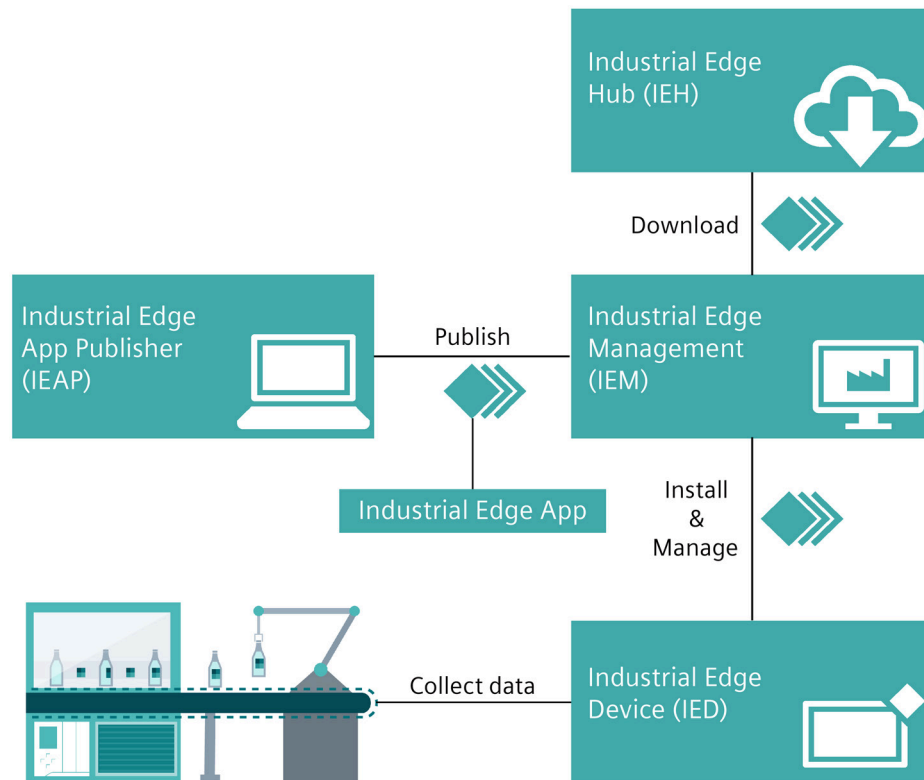 Industrial Edge
Hub (IEH)
Download
Industrial Edge
App Publisher
(IEAP)
Publish
Industrial Edge
Management
(IEM)
Industrial Edge App
Install
&
Manage
Collect data
Industrial Edge
Device (IED)